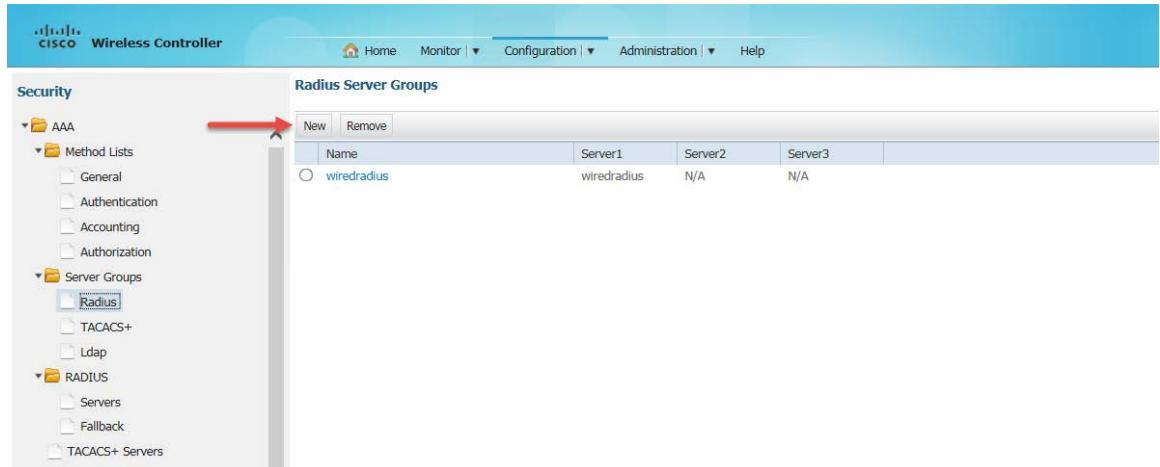 CISCO Wireless Controller
Home Monitor Configuration Administration Help
Security
AAA
Method Lists
General
Authentication
Accounting
Authorization
Server Groups
Radius
TACACS+
Ldap
RADIUS
Servers
Fallback
TACACS+ Servers
Radius Server Groups
New Remove
Name Server1 Server2 Server3
wiredradius wiredradius N/A N/A